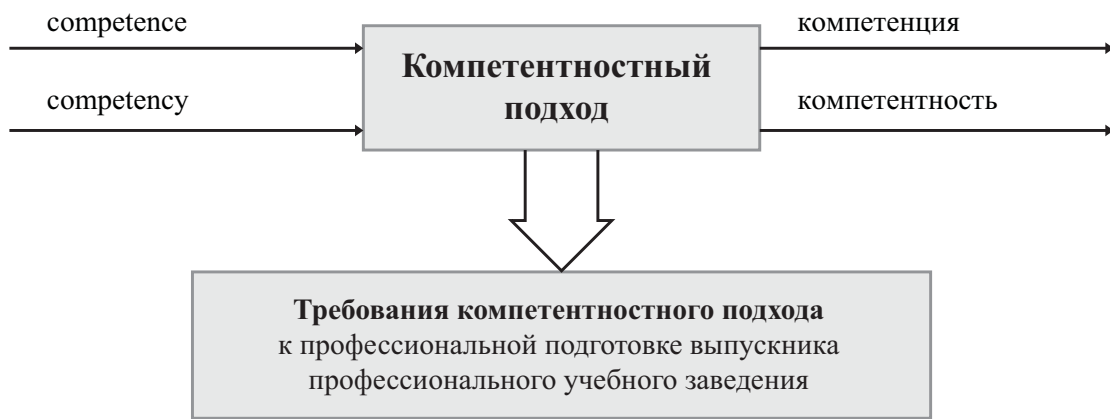 competence
компетенция
Компетентностный
подход
competency
компетентность
Требования компетентностного подхода
к профессиональной подготовке выпускника
профессионального учебного заведения